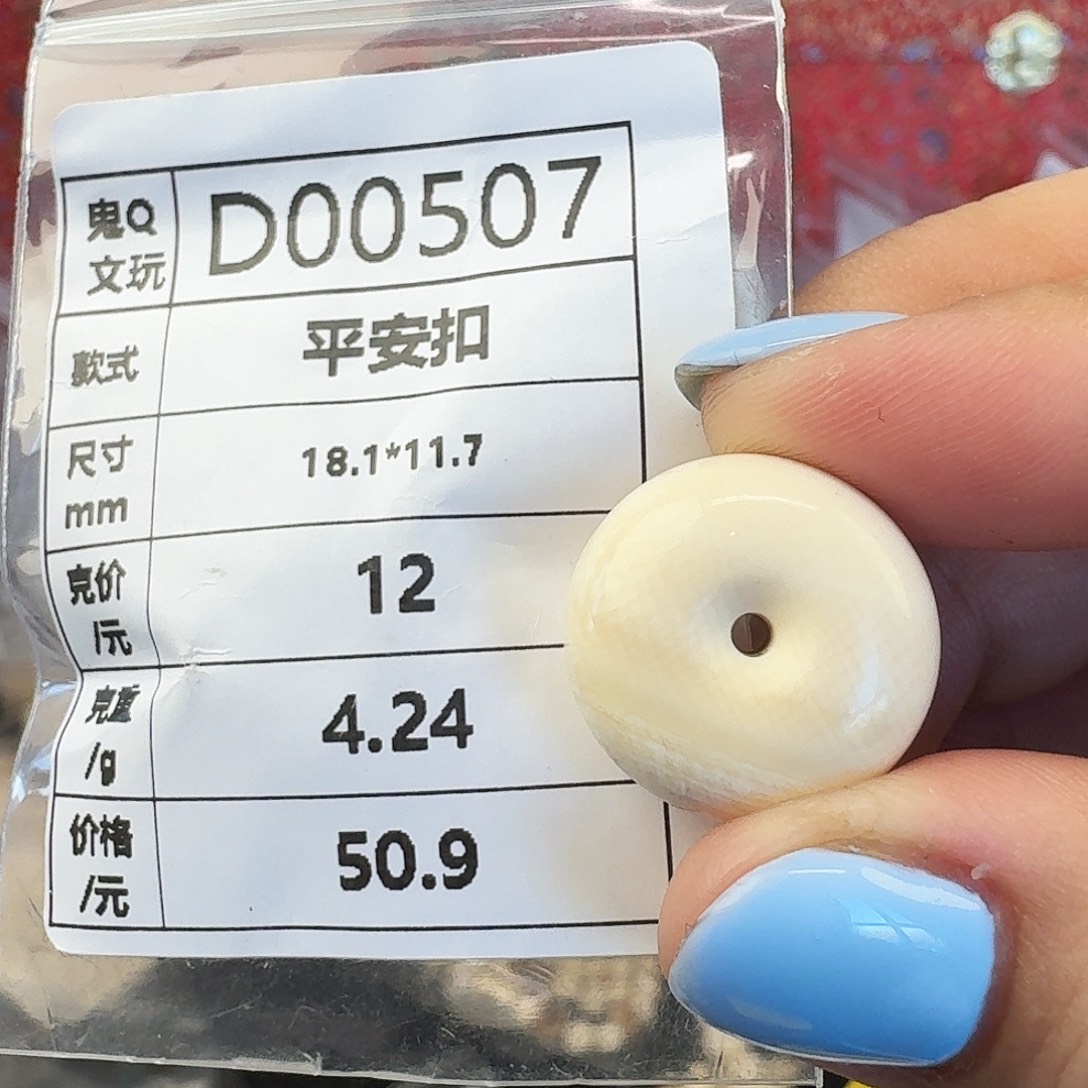 鬼Q
文玩
D00507
款式
平安扣
尺寸
mm
18.1*11.7
克价
/元
12
克重
/g
4.24
价格
/元
50.9